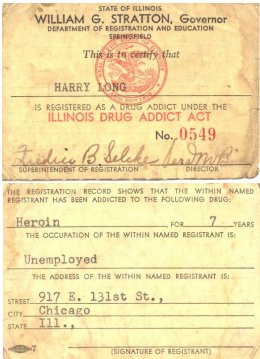 STATE OF ILLINOIS
WILLIAM G. STRATTON, Governor
DEPARTMENT OF REGISTRATION AND EDUCATION
SPRINGFIELD
This is to certify that
HARRY LONG
IS REGISTERED AS A DRUG ADDICT UNDER THE
ILLINOIS DRUG ADDICT ACT
No. 0549
Fredric B. Selcke
SUPERINTENDENT OF REGISTRATION DIRECTOR
THE REGISTRATION RECORD SHOWS THAT THE WITHIN NAMED
REGISTRANT HAS BEEN ADDICTED TO THE FOLLOWING DRUG:
Heroin FOR 7 YEARS
THE OCCUPATION OF THE WITHIN NAMED REGISTRANT IS:
Unemployed
THE ADDRESS OF THE WITHIN NAMED REGISTRANT IS:
STREET 917 E. 131st St.,
CITY Chicago
STATE Ill.,
(SIGNATURE OF REGISTRANT)